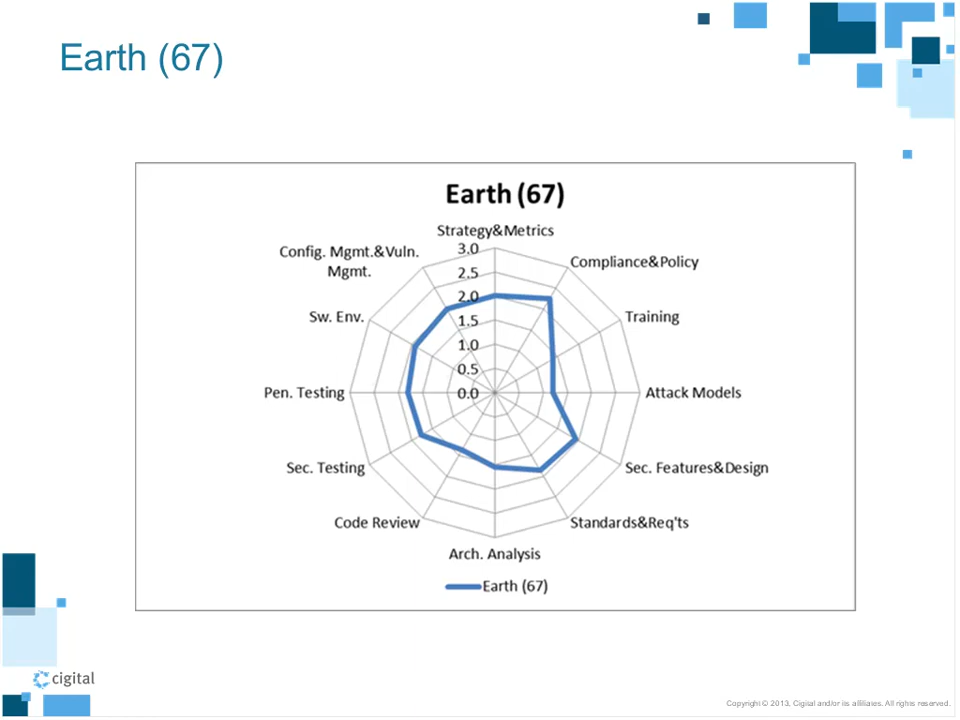 Earth (67)
Earth (67)
Strategy&Metrics
Compliance&Policy
Training
Attack Models
Sec. Features&Design
Standards&Req'ts
Arch. Analysis
Code Review
Sec. Testing
Pen. Testing
Sw. Env.
Config. Mgmt.&Vuln.
Mgmt.
3.0
2.5
2.0
1.5
1.0
0.5
0.0
Earth (67)
cigital
Copyright © 2013, Cigital and/or its affiliates. All rights reserved.